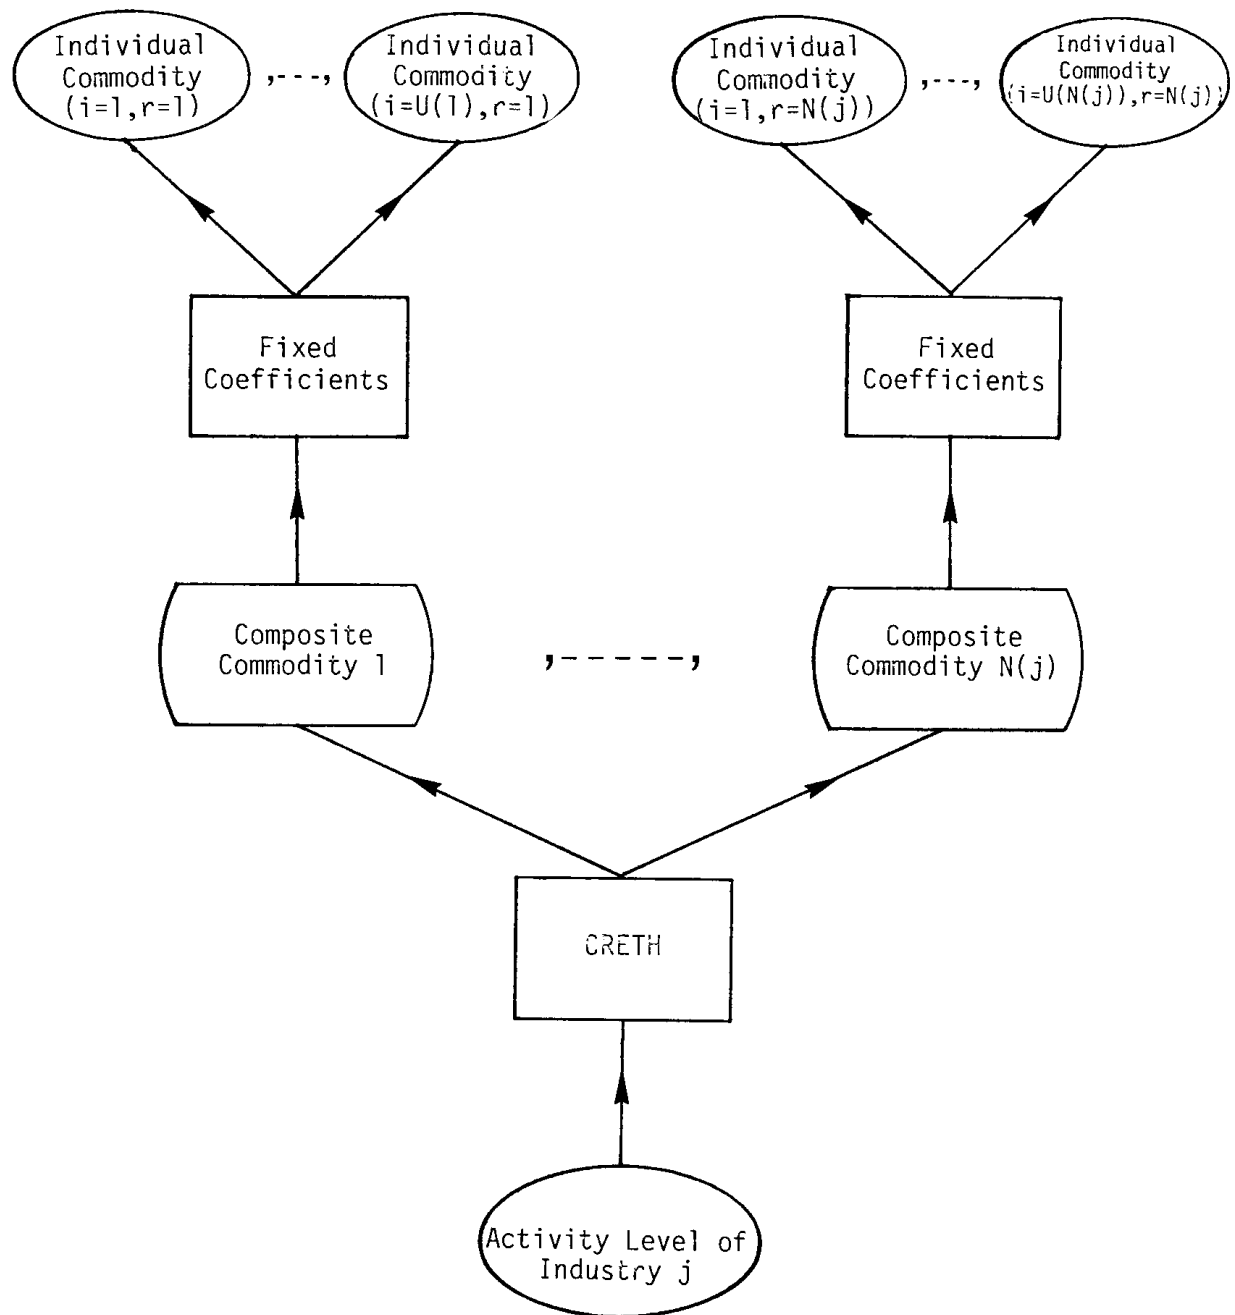 Individual
Commodity
(i=1,r=1)
,---,
Individual
Commodity
(i=U(1),r=1)
Individual
Commodity
(i=1,r=N(j))
,---,
Individual
Commodity
(i=U(N(j)),r=N(j))
Fixed
Coefficients
Fixed
Coefficients
Composite
Commodity 1
,-----,
Composite
Commodity N(j)
CRETH
Activity Level of
Industry j